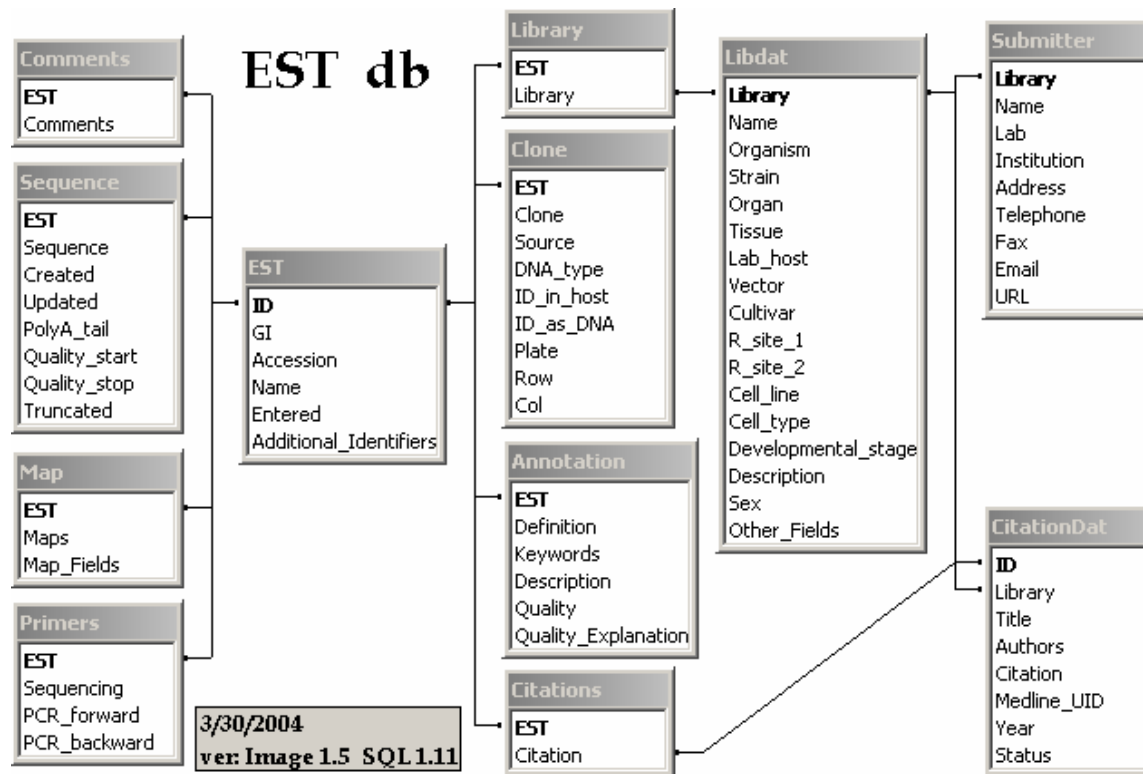 EST db
Comments
EST
Comments
Sequence
EST
Sequence
Created
Updated
PolyA_tail
Quality_start
Quality_stop
Truncated
Map
EST
Maps
Map_Fields
Primers
EST
Sequencing
PCR_forward
PCR_backward
EST
ID
GI
Accession
Name
Entered
Additional_Identifiers
3/30/2004
ver: Image 1.5 SQL 1.11
Library
EST
Library
Clone
EST
Clone
Source
DNA_type
ID_in_host
ID_as_DNA
Plate
Row
Col
Annotation
EST
Definition
Keywords
Description
Quality
Quality_Explanation
Citations
EST
Citation
Libdat
Library
Name
Organism
Strain
Organ
Tissue
Lab_host
Vector
Cultivar
R_site_1
R_site_2
Cell_line
Cell_type
Developmental_stage
Description
Sex
Other_Fields
Submitter
Library
Name
Lab
Institution
Address
Telephone
Fax
Email
URL
CitationDat
ID
Library
Title
Authors
Citation
Medline_UID
Year
Status